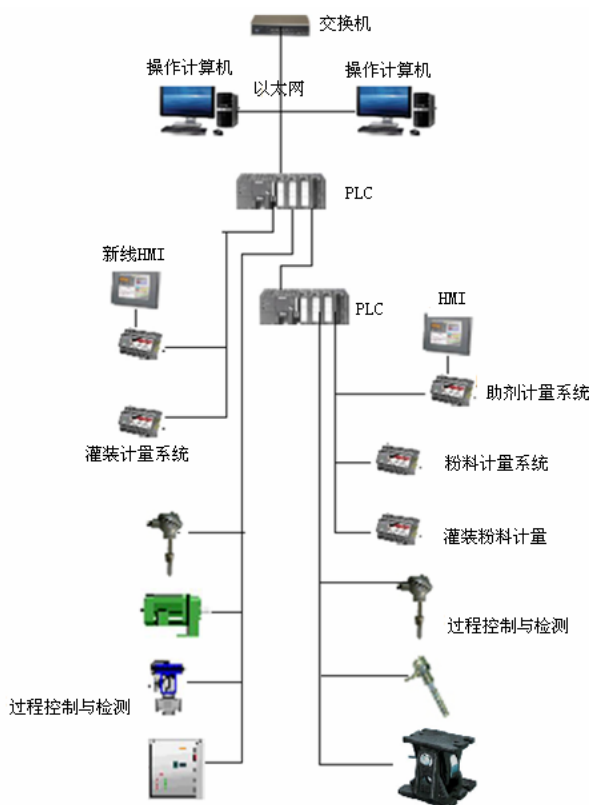 交换机
操作计算机
操作计算机
以太网
PLC
新线HMI
PLC
HMI
助剂计量系统
灌装计量系统
粉料计量系统
灌装粉料计量
过程控制与检测
过程控制与检测